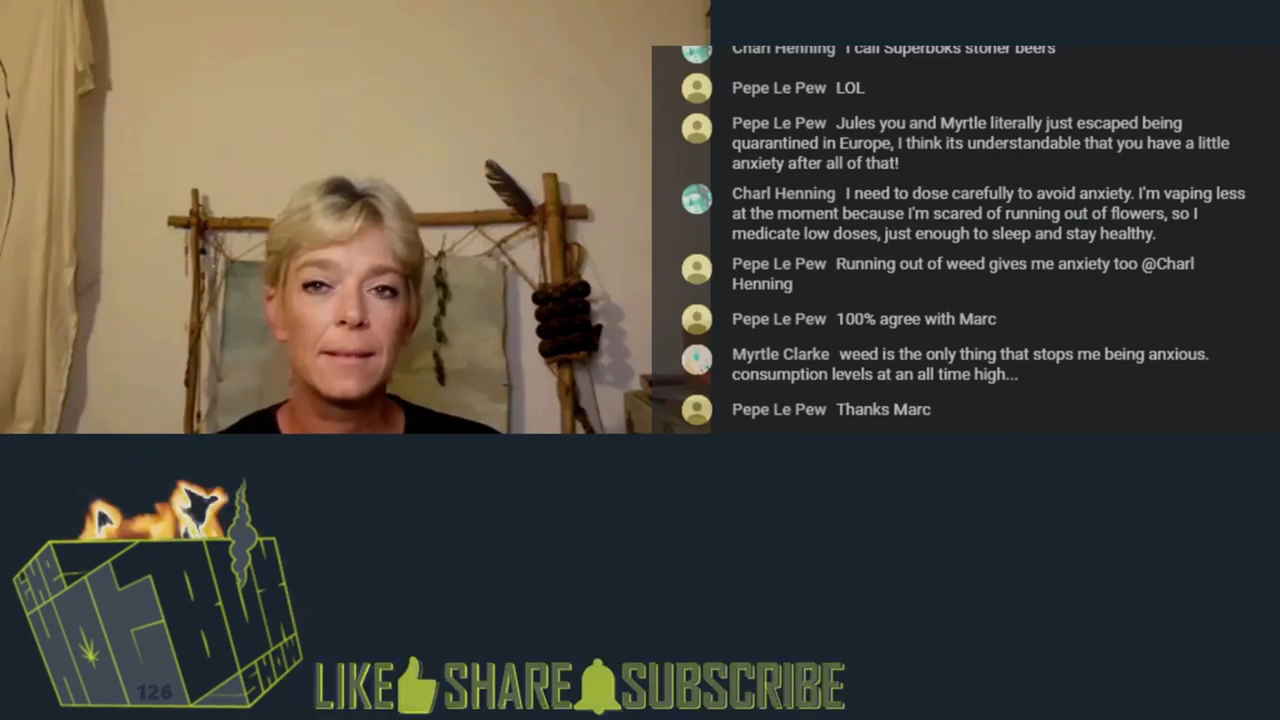 Charl Henning I call Superboks stoner beers
Pepe Le Pew LOL
Pepe Le Pew Jules you and Myrtle literally just escaped being
quarantined in Europe, I think its understandable that you have a little
anxiety after all of that!
Charl Henning I need to dose carefully to avoid anxiety. I'm vaping less
at the moment because I'm scared of running out of flowers, so I
medicate low doses, just enough to sleep and stay healthy.
Pepe Le Pew Running out of weed gives me anxiety too @Charl
Henning
Pepe Le Pew 100% agree with Marc
Myrtle Clarke weed is the only thing that stops me being anxious.
consumption levels at an all time high...
Pepe Le Pew Thanks Marc
THE
HOT BOX
SHOW
126
LIKE SHARE SUBSCRIBE